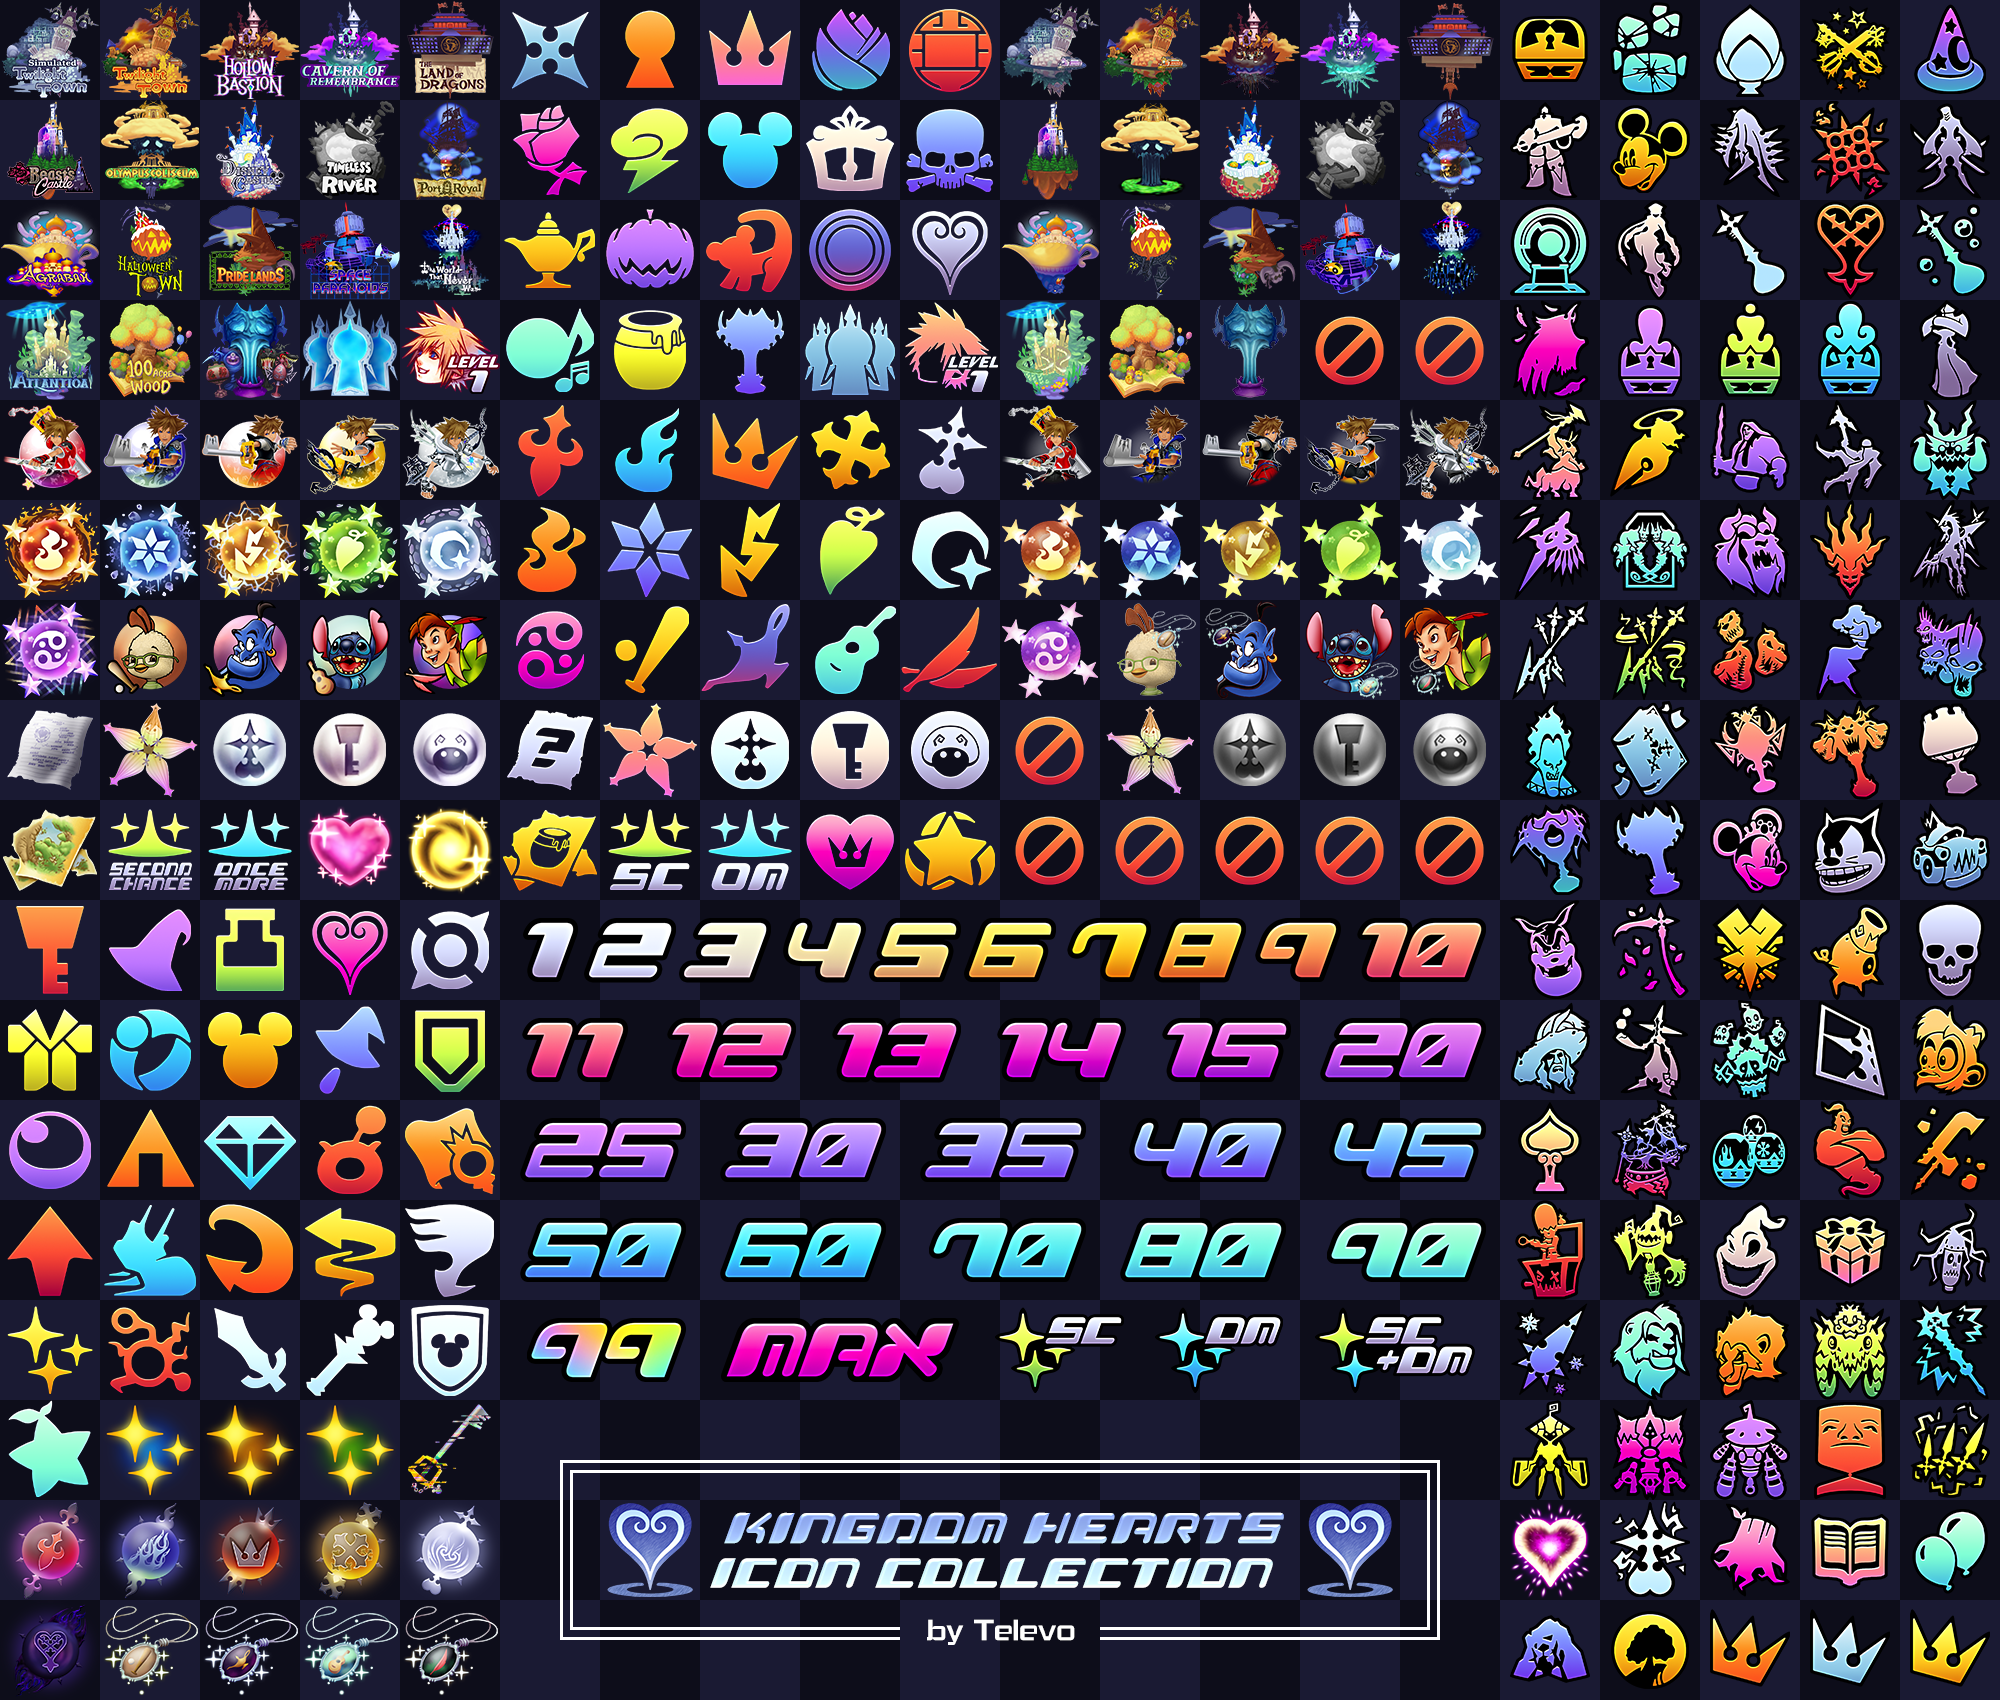 Simulated
Twilight
Town
Twilight
Town
HOLLOW
BASTION
CAVERN OF
REMEMBRANCE
THE
LAND OF
DRAGONS
Beast's
Castle
OLYMPUS COLISEUM
DISNEY
CASTLE
TIMELESS
RIVER
Port Royal
AGRABAH
HALLOWEEN
TOWN
PRIDE LANDS
SPACE
PARANOIDS
The World
That Never
Was
ATLANTICA
100 ACRE
WOOD
LEVEL
1
LEVEL
1
?
SECOND
CHANCE
ONCE
MORE
SC
OM
1 2 3 4 5 6 7 8 9 10
11 12 13 14 15 20
25 30 35 40 45
50 60 70 80 90
99 MAX SC OM SC
+OM
KINGDOM HEARTS
ICON COLLECTION
by Televo